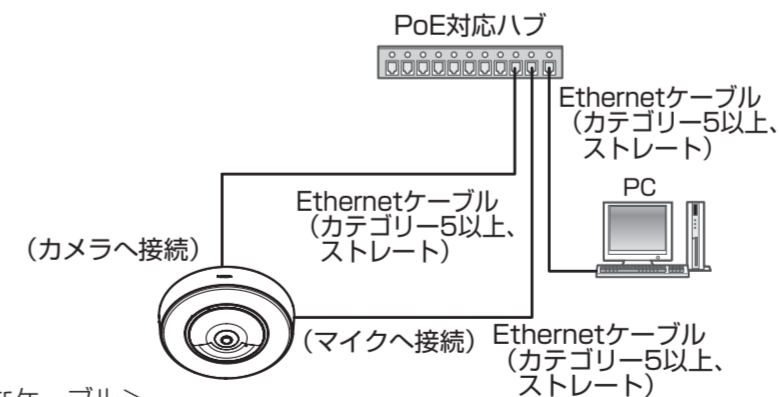 PoE対応ハブ
Ethernetケーブル
（カテゴリー5以上、
ストレート）
PC
Ethernetケーブル
（カテゴリー5以上、
ストレート）
（カメラへ接続）
（マイクへ接続）
Ethernetケーブル
（カテゴリー5以上、
ストレート）
ケーブル＞